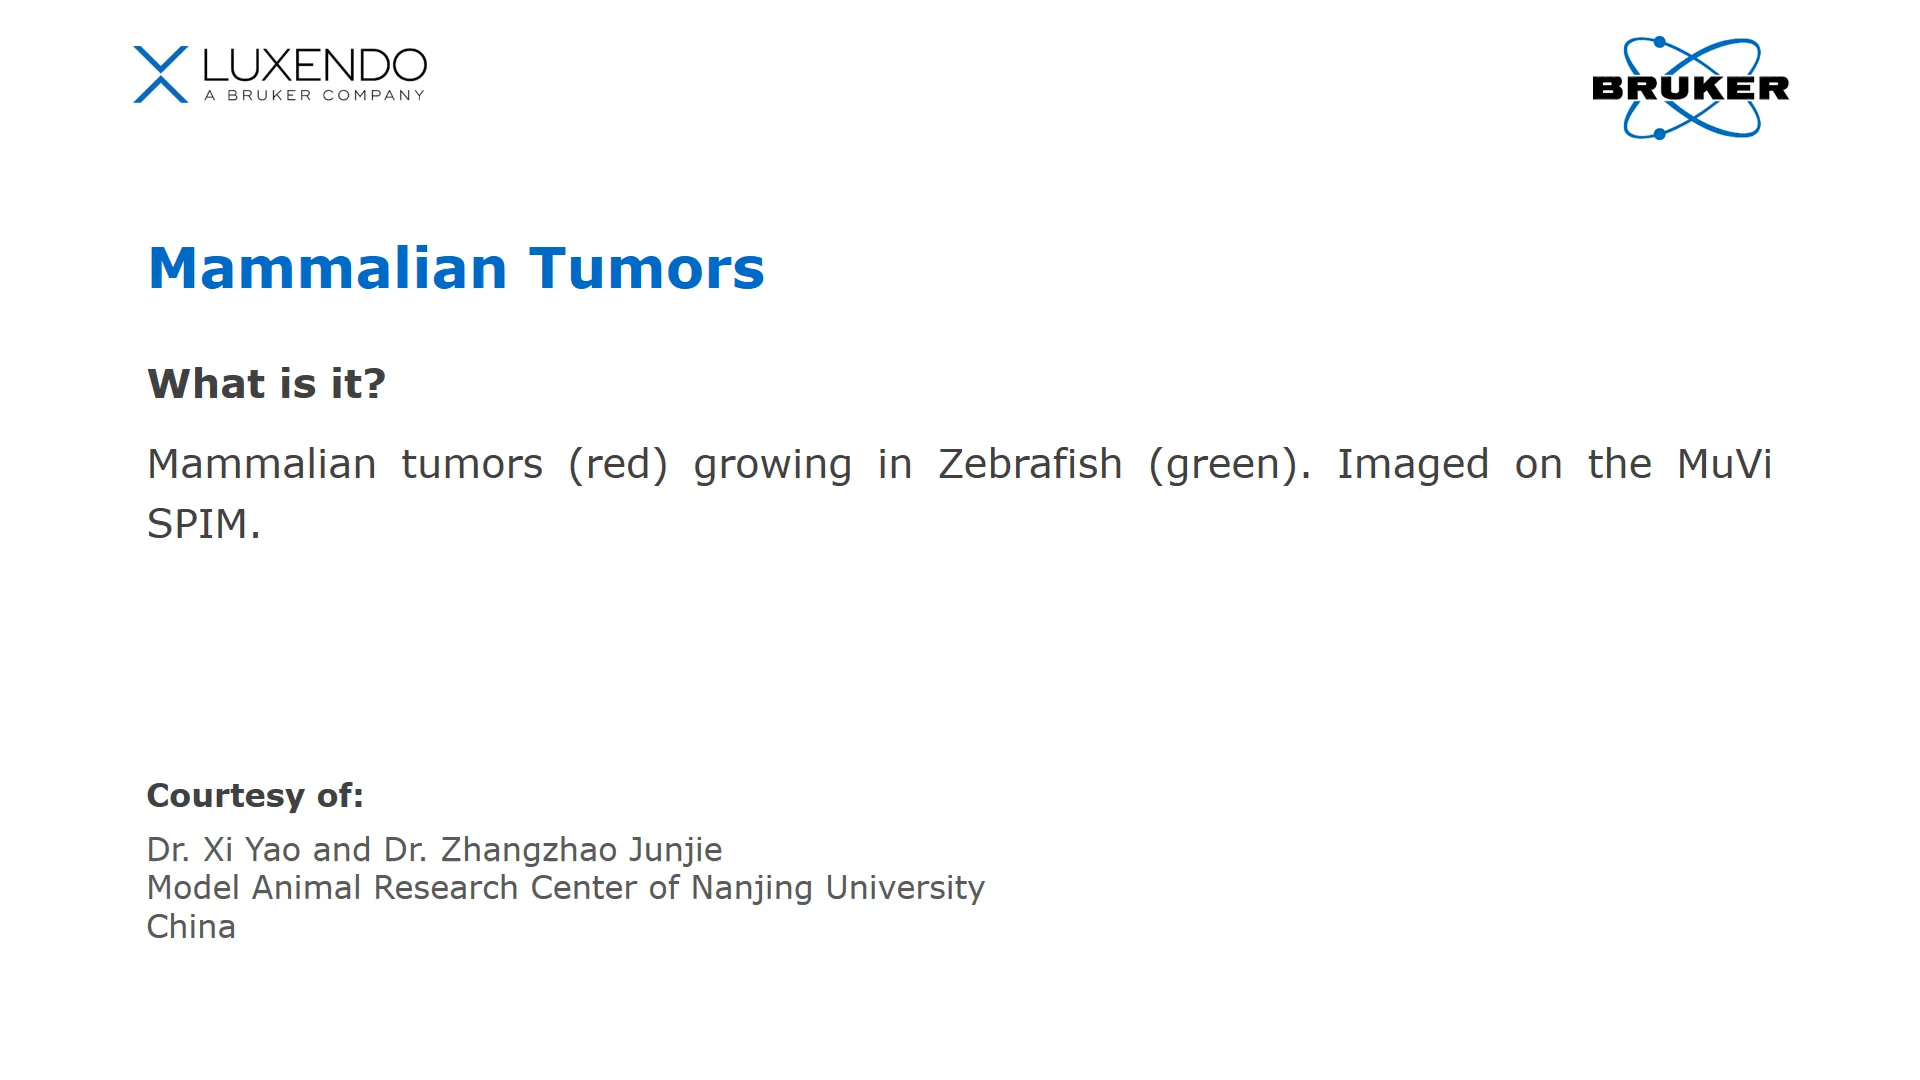 LUXENDO
A BRUKER COMPANY
BRUKER
Mammalian Tumors
What is it?
Mammalian tumors (red) growing in Zebrafish (green). Imaged on the MuVi
SPIM.
Courtesy of:
Dr. Xi Yao and Dr. Zhangzhao Junjie
Model Animal Research Center of Nanjing University
China